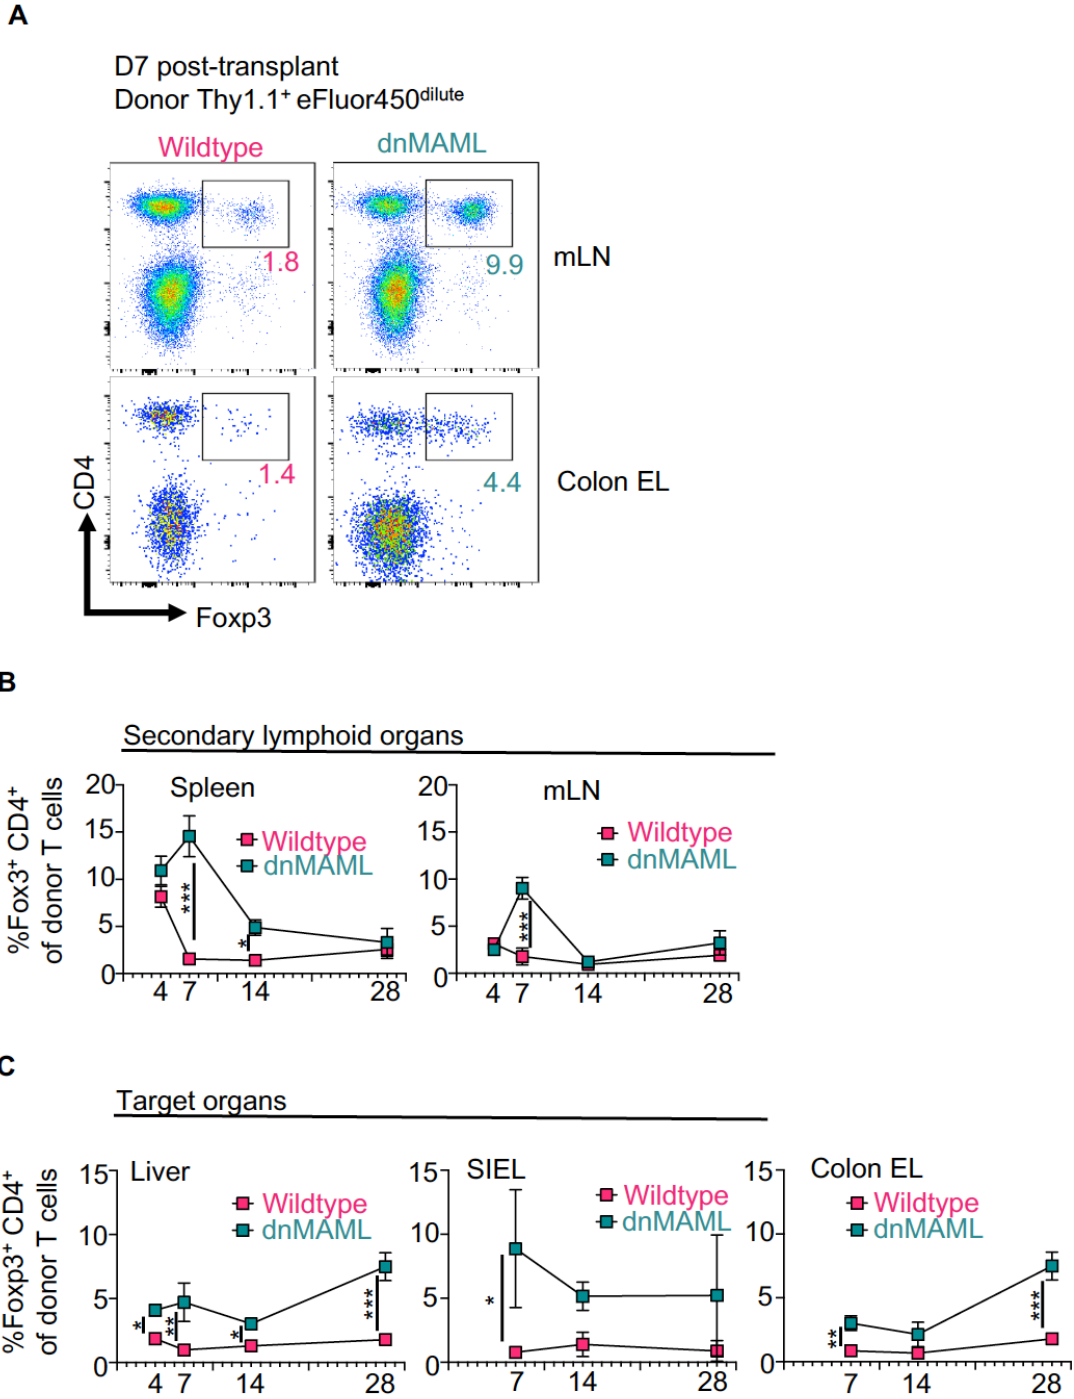 A
D7 post-transplant
Donor Thy1.1+ eFluor450dilute
Wildtype
dnMAML
1.8
9.9
mLN
1.4
4.4
Colon EL
CD4
Foxp3
B
Secondary lymphoid organs
%Fox3+ CD4+
of donor T cells
20
15
10
5
0
Spleen
Wildtype
dnMAML
***
*
4 7 14 28
20
15
10
5
0
mLN
Wildtype
dnMAML
***
4 7 14 28
C
Target organs
%Foxp3+ CD4+
of donor T cells
15
10
5
0
Liver
Wildtype
dnMAML
*
**
*
***
4 7 14 28
15
10
5
0
SIEL
Wildtype
dnMAML
*
7 14 28
15
10
5
0
Colon EL
Wildtype
dnMAML
**
***
7 14 28